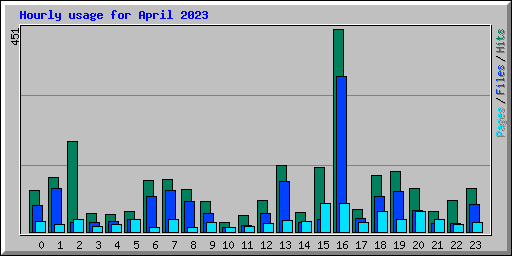 Hourly usage for April 2023
451
Pages/Files/Hits
0 1 2 3 4 5 6 7 8 9 10 11 12 13 14 15 16 17 18 19 20 21 22 23